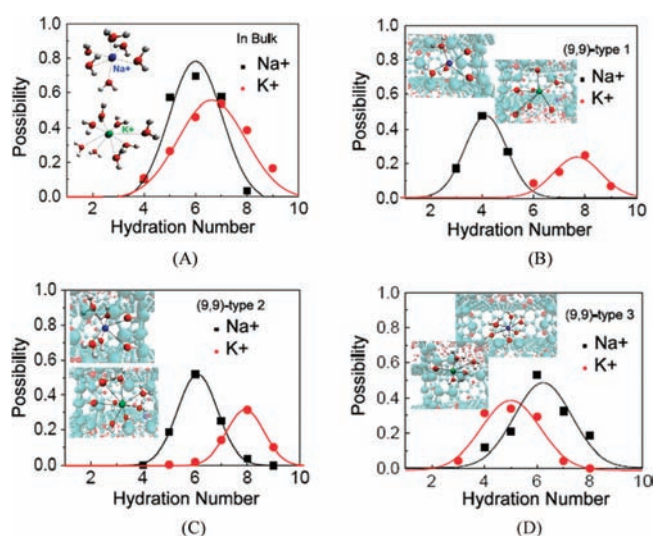 In Bulk
Na+
K+
Na+
K+
Possibility
1.0
0.8
0.6
0.4
0.2
0.0
2 4 6 8 10
Hydration Number
(A)
(9,9)-type 1
Na+
K+
Possibility
1.0
0.8
0.6
0.4
0.2
0.0
2 4 6 8 10
Hydration Number
(B)
(9,9)-type 2
Na+
K+
Possibility
1.0
0.8
0.6
0.4
0.2
0.0
2 4 6 8 10
Hydration Number
(C)
(9,9)-type 3
Na+
K+
Possibility
1.0
0.8
0.6
0.4
0.2
0.0
2 4 6 8 10
Hydration Number
(D)